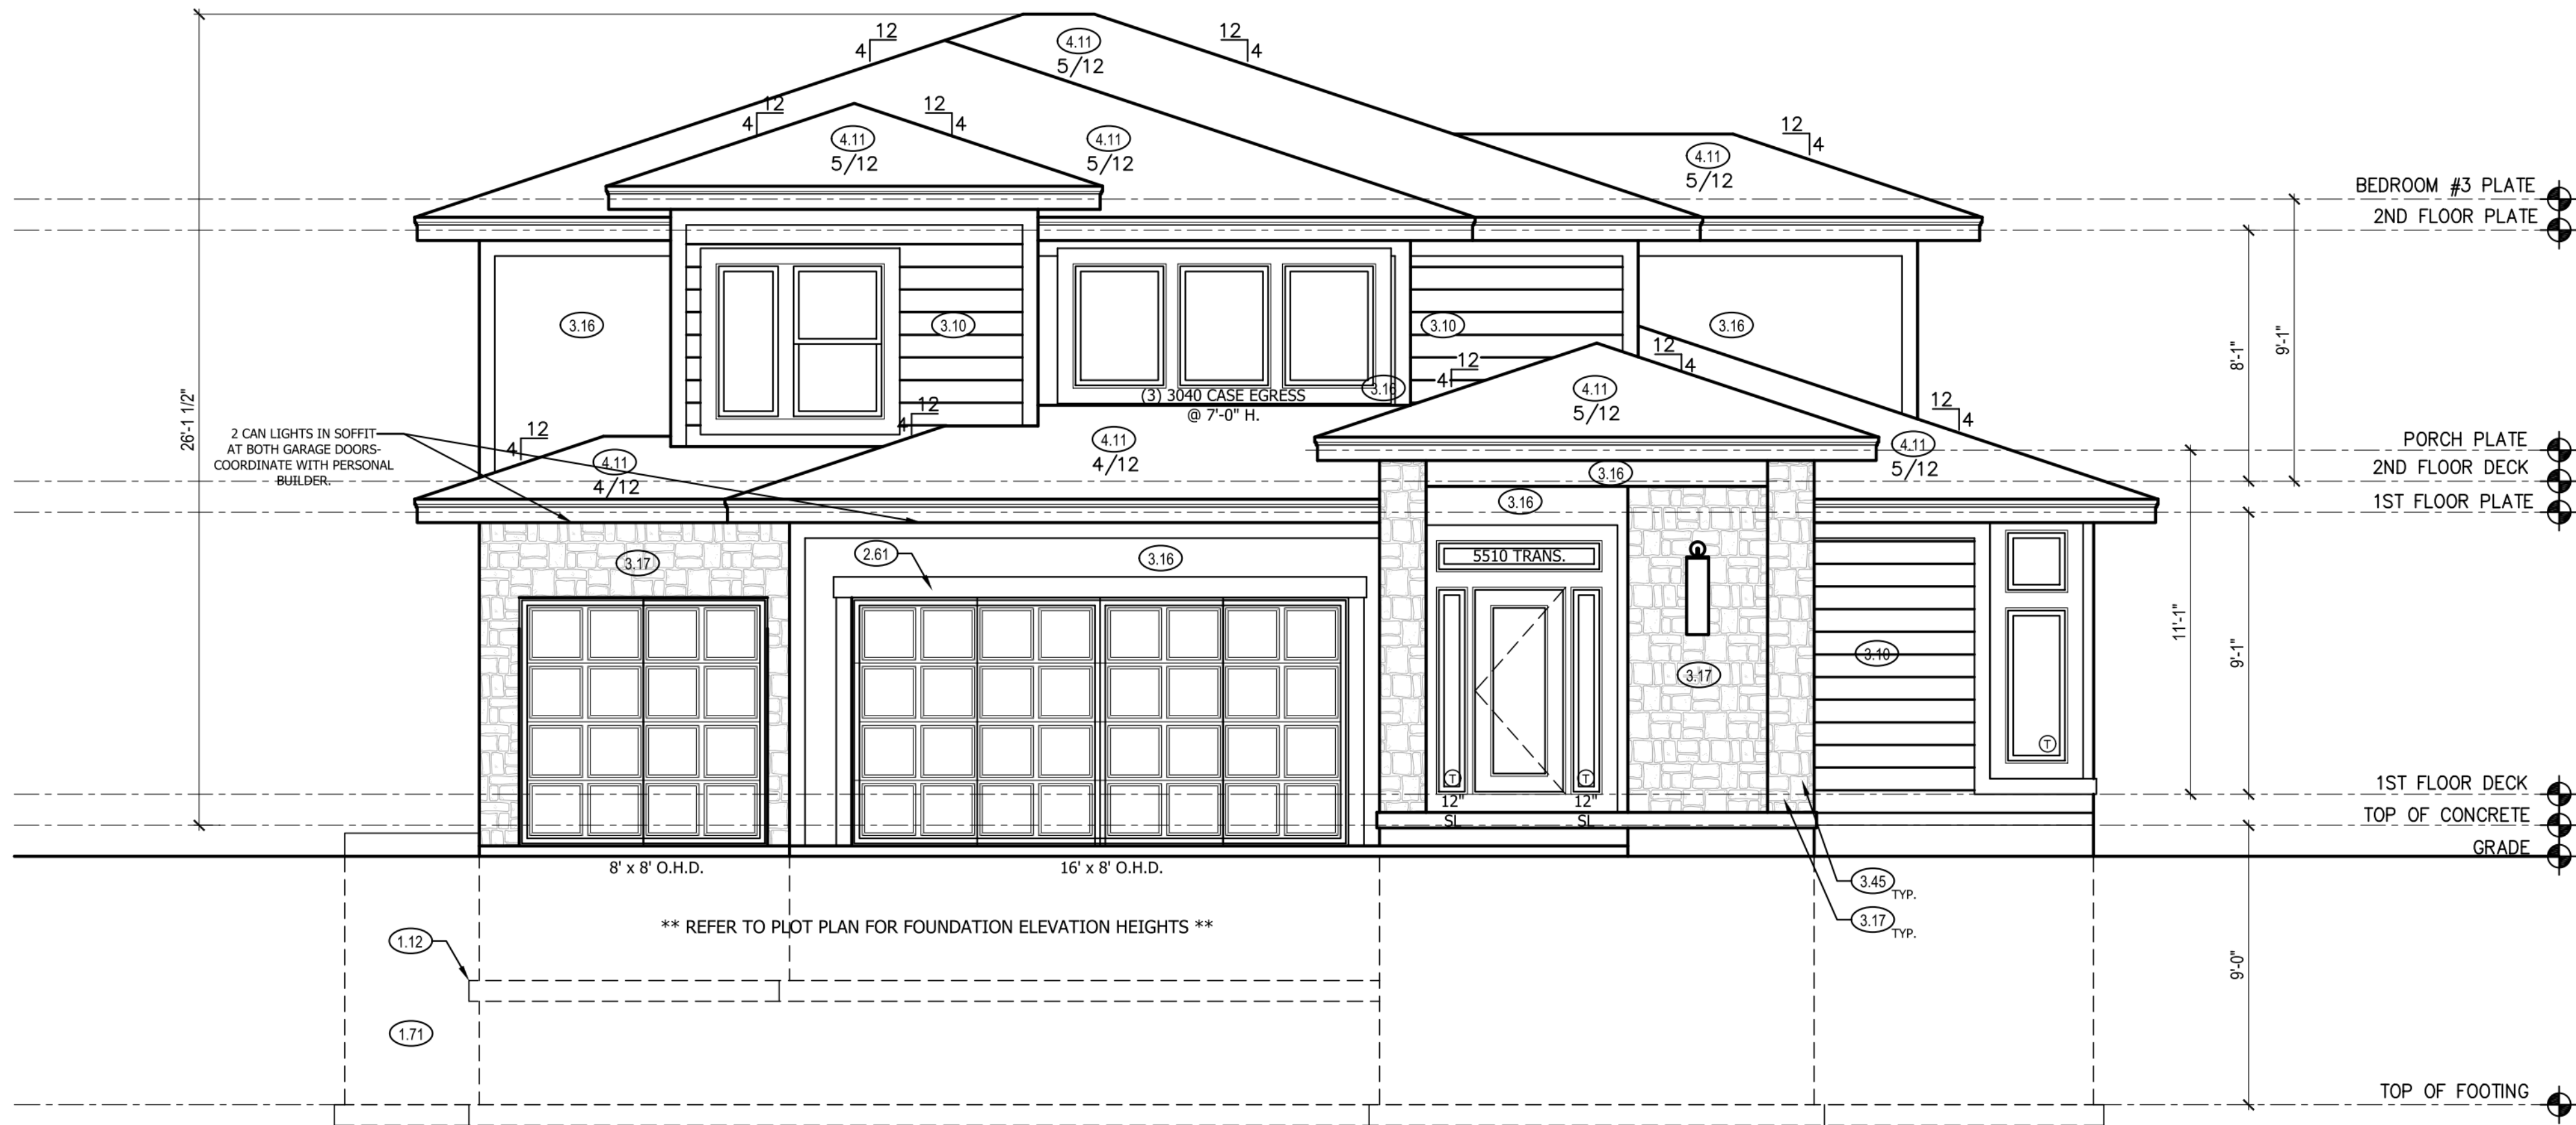 12
4
4.11
5/12
12
4
12
4
12
4
4.11
5/12
4.11
5/12
12
4
4.11
5/12
BEDROOM #3 PLATE
2ND FLOOR PLATE
3.16
3.10
3.10
3.16
(3) 3040 CASE EGRESS
@ 7'-0" H.
3.16
12
4
12
4
4.11
5/12
12
4
12
4
12
4
26'-1 1/2"
8'-1"
9'-1"
2 CAN LIGHTS IN SOFFIT
AT BOTH GARAGE DOORS-
COORDINATE WITH PERSONAL
BUILDER.
4.11
4/12
4.11
4/12
4.11
5/12
PORCH PLATE
2ND FLOOR DECK
1ST FLOOR PLATE
3.16
3.16
3.17
2.61
3.16
5510 TRANS.
3.17
3.10
11'-1"
9'-1"
T
T
T
12"
SL
12"
SL
1ST FLOOR DECK
TOP OF CONCRETE
GRADE
8' x 8' O.H.D.
16' x 8' O.H.D.
3.45
TYP.
3.17
TYP.
** REFER TO PLOT PLAN FOR FOUNDATION ELEVATION HEIGHTS **
1.12
1.71
9'-0"
TOP OF FOOTING